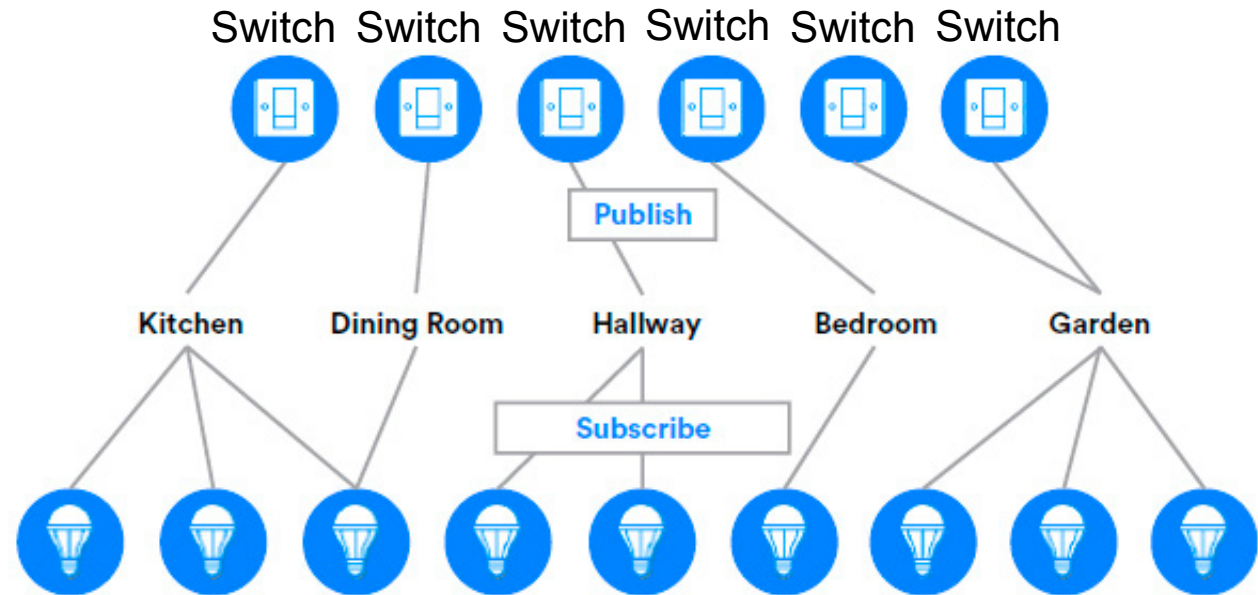 Switch Switch Switch Switch Switch Switch
Publish
Kitchen Dining Room Hallway Bedroom Garden
Subscribe